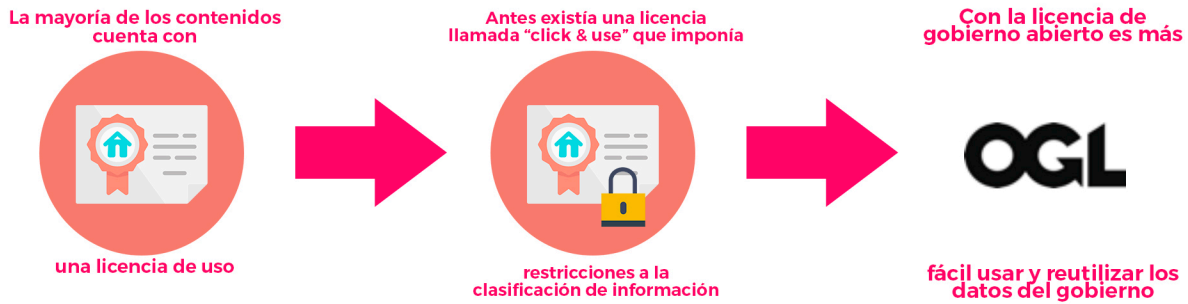 La mayoría de los contenidos
cuenta con
una licencia de uso
Antes existía una licencia
llamada “click & use” que imponía
restricciones a la
clasificación de información
Con la licencia de
gobierno abierto es más
OGL
fácil usar y reutilizar los
datos del gobierno